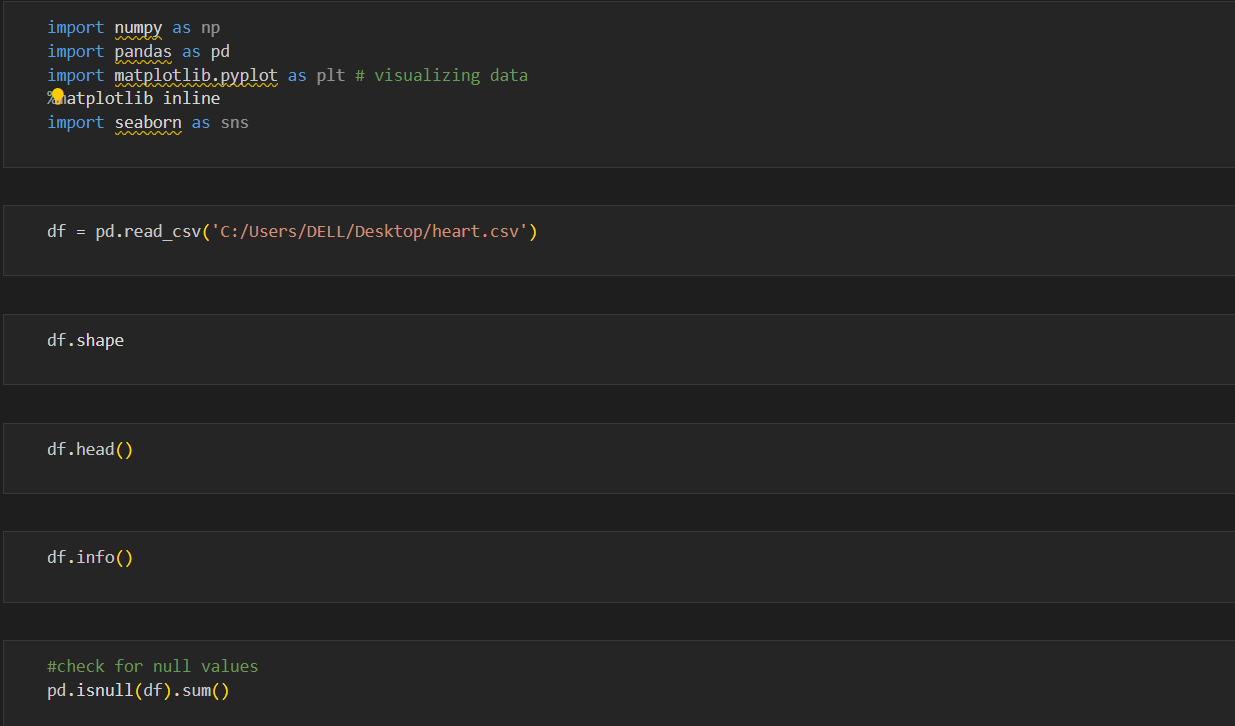 import numpy as np
import pandas as pd
import matplotlib.pyplot as plt # visualizing data
%matplotlib inline
import seaborn as sns
df = pd.read_csv('C:/Users/DELL/Desktop/heart.csv')
df.shape
df.head()
df.info()
#check for null values
pd.isnull(df).sum()